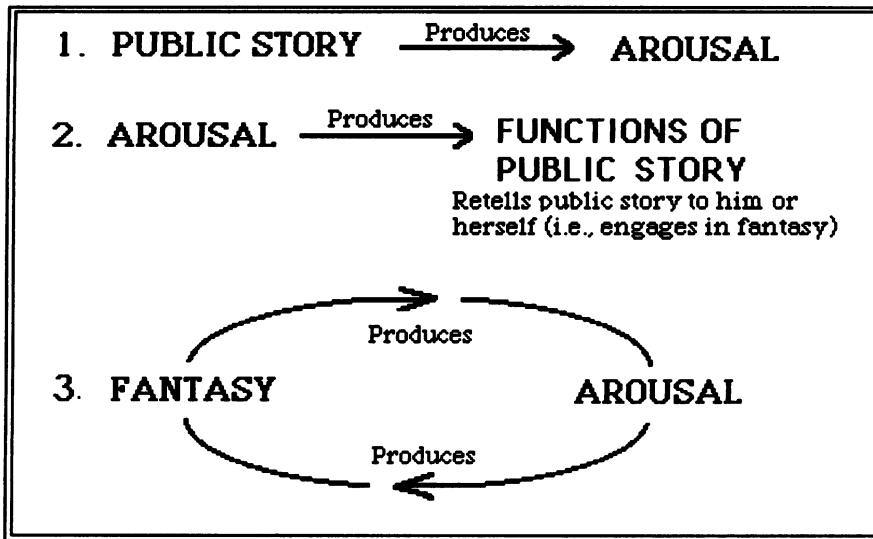 1. PUBLIC STORY Produces AROUSAL
2. AROUSAL Produces FUNCTIONS OF
PUBLIC STORY
Retells public story to him or
herself (i.e., engages in fantasy)
Produces
3. FANTASY AROUSAL
Produces